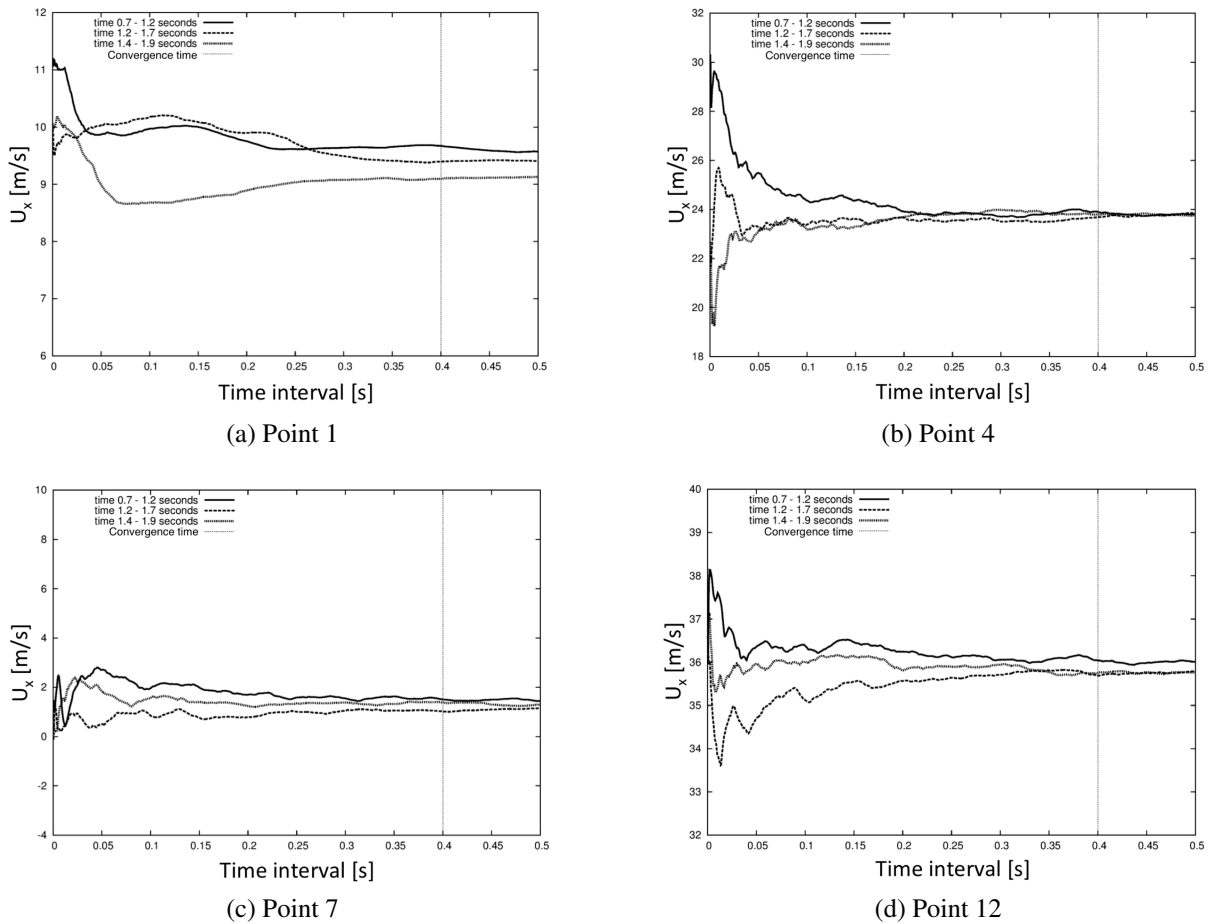 12
11
10
9
8
7
6
time 0.7 - 1.2 seconds
time 1.2 - 1.7 seconds
time 1.4 - 1.9 seconds
Convergence time
U_x [m/s]
0 0.05 0.1 0.15 0.2 0.25 0.3 0.35 0.4 0.45 0.5
Time interval [s]
(a) Point 1
32
30
28
26
24
22
20
18
time 0.7 - 1.2 seconds
time 1.2 - 1.7 seconds
time 1.4 - 1.9 seconds
Convergence time
U_x [m/s]
0 0.05 0.1 0.15 0.2 0.25 0.3 0.35 0.4 0.45 0.5
Time interval [s]
(b) Point 4
10
8
6
4
2
0
-2
-4
time 0.7 - 1.2 seconds
time 1.2 - 1.7 seconds
time 1.4 - 1.9 seconds
Convergence time
U_x [m/s]
0 0.05 0.1 0.15 0.2 0.25 0.3 0.35 0.4 0.45 0.5
Time interval [s]
(c) Point 7
40
39
38
37
36
35
34
33
32
time 0.7 - 1.2 seconds
time 1.2 - 1.7 seconds
time 1.4 - 1.9 seconds
Convergence time
U_x [m/s]
0 0.05 0.1 0.15 0.2 0.25 0.3 0.35 0.4 0.45 0.5
Time interval [s]
(d) Point 12